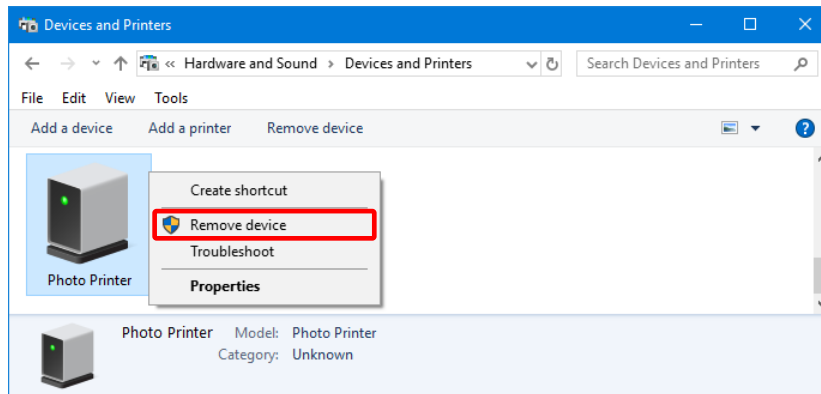 Devices and Printers
« Hardware and Sound › Devices and Printers
Search Devices and Printers
File Edit View Tools
Add a device Add a printer Remove device
?
Create shortcut
Remove device
Troubleshoot
Photo Printer
Properties
Photo Printer Model: Photo Printer
Category: Unknown